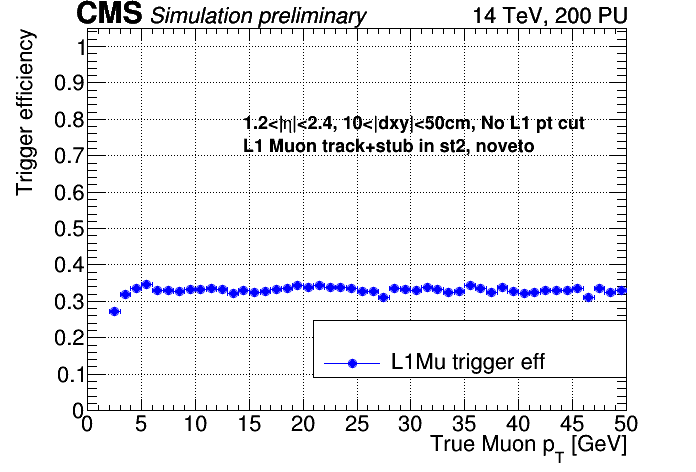 CMS Simulation preliminary 14 TeV, 200 PU
Trigger efficiency
1
0.9
0.8
0.7
0.6
0.5
0.4
0.3
0.2
0.1
0
1.2<|η|<2.4, 10<|dxy|<50cm, No L1 pt cut
L1 Muon track+stub in st2, noveto
L1Mu trigger eff
0 5 10 15 20 25 30 35 40 45 50
True Muon p_T [GeV]